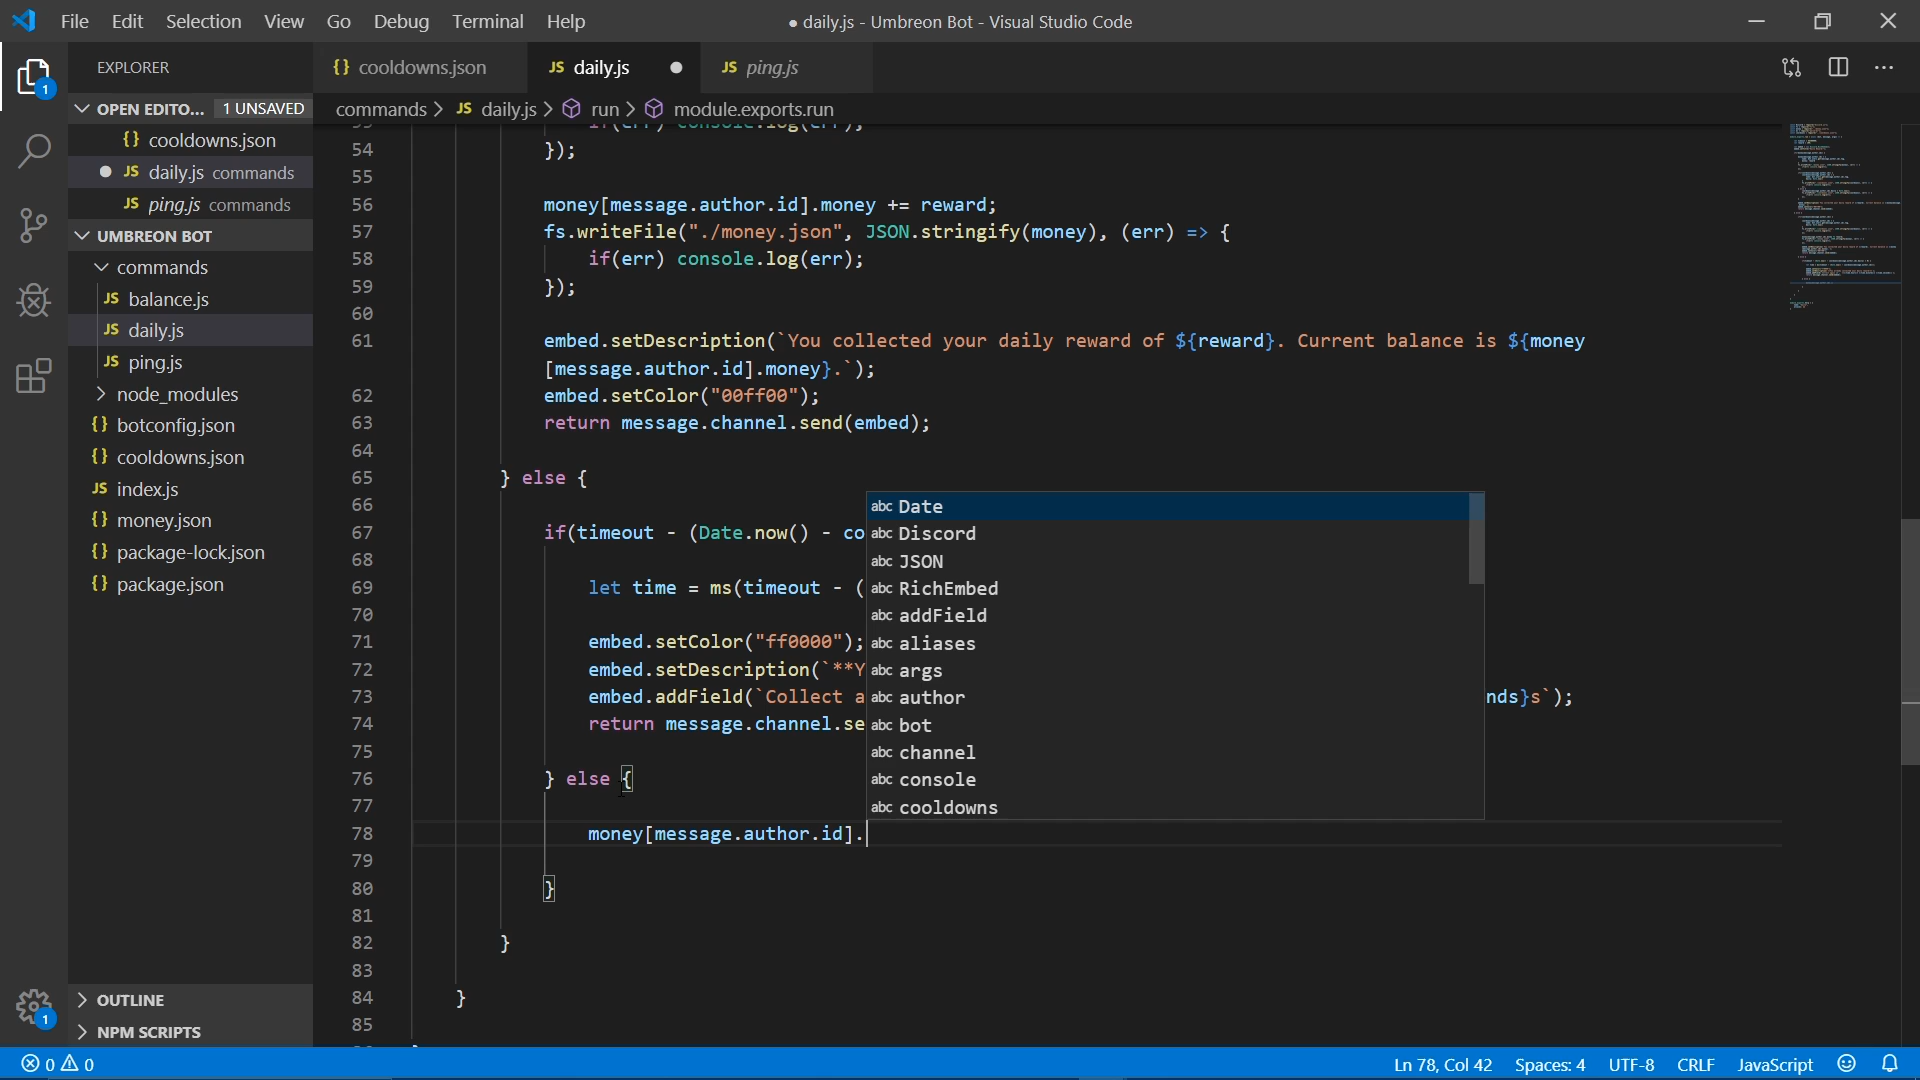 File Edit Selection View Go Debug Terminal Help
● daily.js - Umbreon Bot - Visual Studio Code
EXPLORER
{} cooldowns.json
JS daily.js
JS ping.js
OPEN EDITO... 1 UNSAVED
commands > JS daily.js > run > module.exports.run
{} cooldowns.json
JS daily.js commands
JS ping.js commands
UMBREON BOT
commands
JS balance.js
JS daily.js
JS ping.js
node_modules
{} botconfig.json
{} cooldowns.json
JS index.js
{} money.json
{} package-lock.json
{} package.json
OUTLINE
NPM SCRIPTS
1
1
54 });
55
56 money[message.author.id].money += reward;
57 fs.writeFile("./money.json", JSON.stringify(money), (err) => {
58 if(err) console.log(err);
59 });
60
61 embed.setDescription(`You collected your daily reward of ${reward}. Current balance is ${money
[message.author.id].money}.`);
62 embed.setColor("00ff00");
63 return message.channel.send(embed);
64
65 } else {
66
67 if(timeout - (Date.now() - co
68
69 let time = ms(timeout - (
70
71 embed.setColor("ff0000");
72 embed.setDescription(`**Y
73 embed.addField(`Collect a nds}s`);
74 return message.channel.se
75
76 } else {
77
78 money[message.author.id].
79
80 }
81
82 }
83
84 }
85
abc Date
abc Discord
abc JSON
abc RichEmbed
abc addField
abc aliases
abc args
abc author
abc bot
abc channel
abc console
abc cooldowns
0 0
Ln 78, Col 42 Spaces: 4 UTF-8 CRLF JavaScript